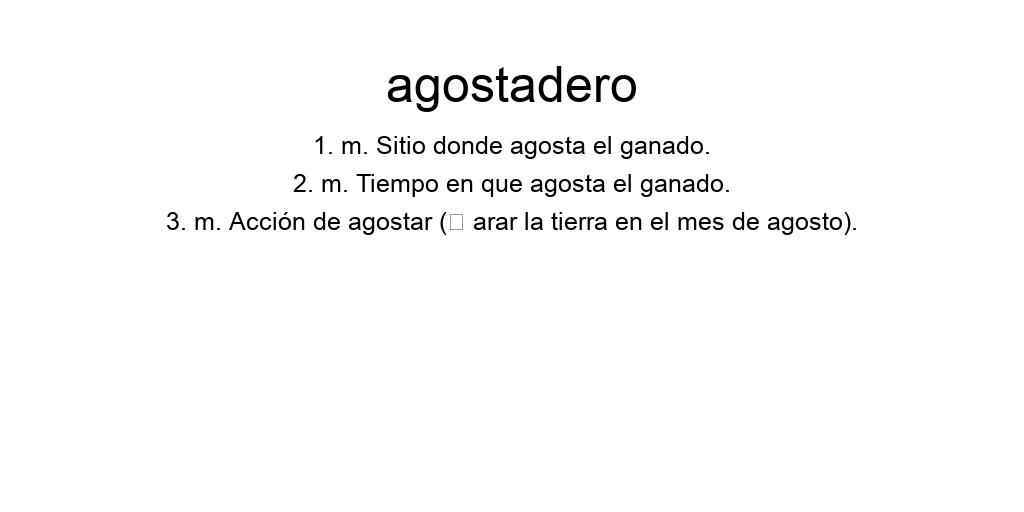 agostadero
1. m. Sitio donde agosta el ganado.
2. m. Tiempo en que agosta el ganado.
3. m. Acción de agostar (□ arar la tierra en el mes de agosto).